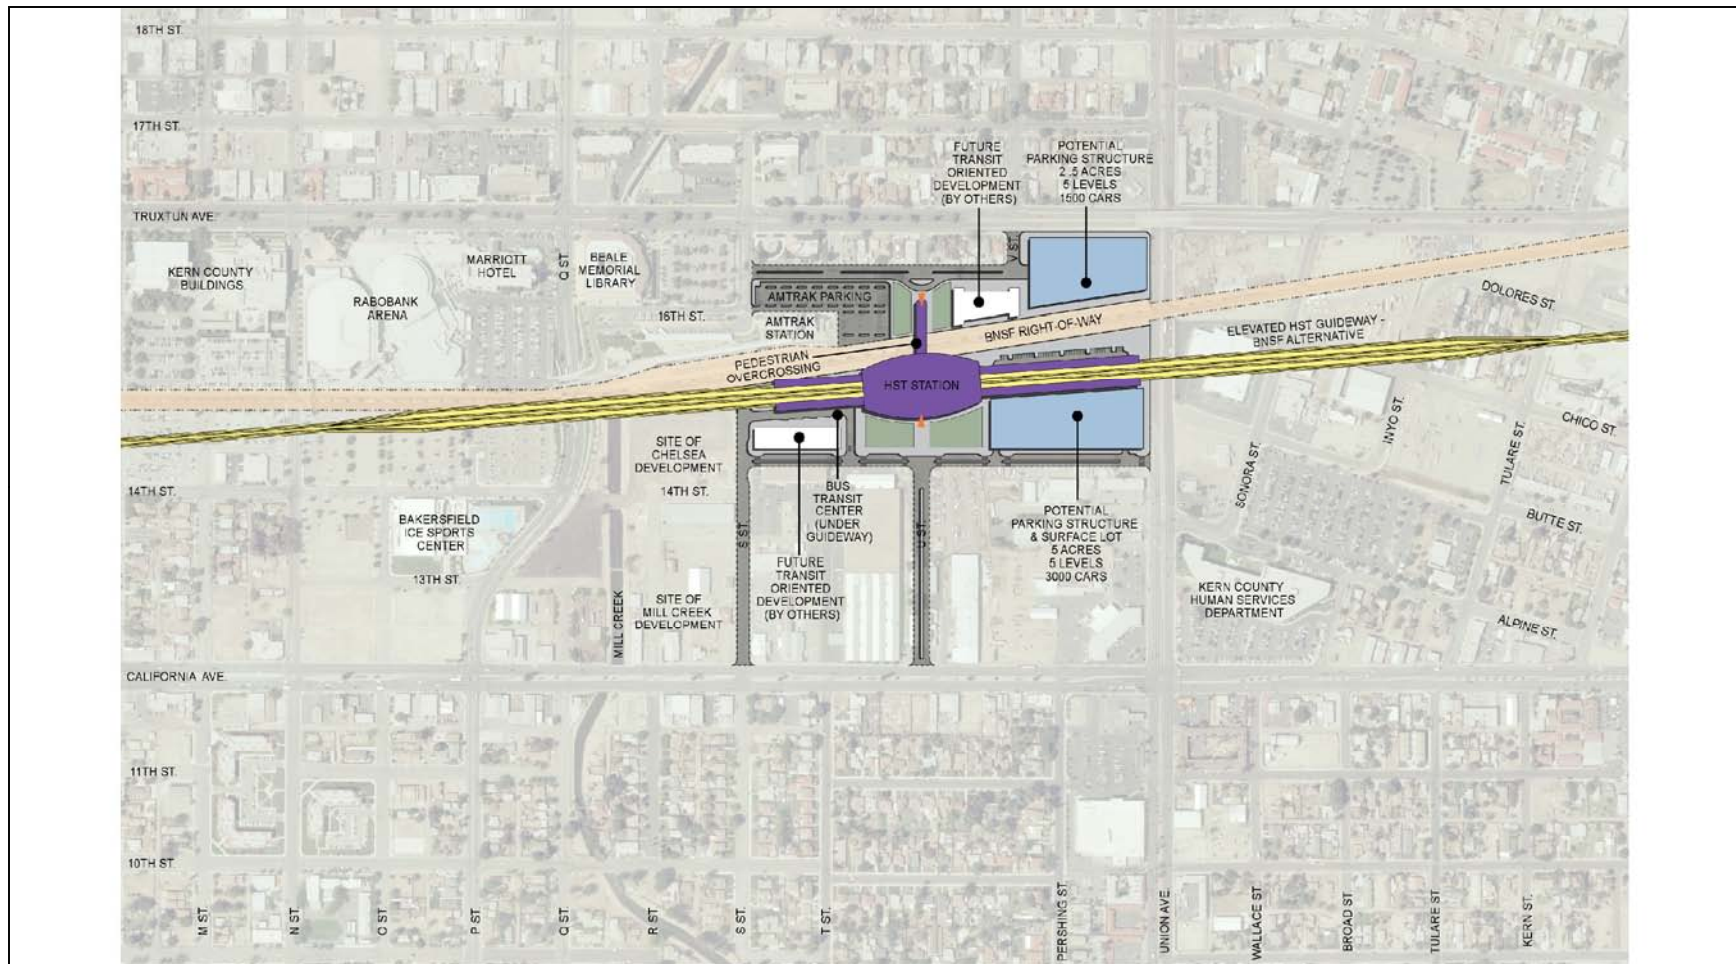 18TH ST.
17TH ST.
FUTURE
TRANSIT
ORIENTED
DEVELOPMENT
(BY OTHERS)
POTENTIAL
PARKING STRUCTURE
2 .5 ACRES
5 LEVELS
1500 CARS
TRUXTUN AVE.
KERN COUNTY
BUILDINGS
RABOBANK
ARENA
MARRIOTT
HOTEL
Q ST.
BEALE
MEMORIAL
LIBRARY
V ST.
AMTRAK PARKING
16TH ST.
AMTRAK
STATION
PEDESTRIAN
OVERCROSSING
BNSF RIGHT-OF-WAY
DOLORES ST.
ELEVATED HST GUIDEWAY -
BNSF ALTERNATIVE
HST STATION
SITE OF
CHELSEA
DEVELOPMENT
14TH ST.
14TH ST.
BAKERSFIELD
ICE SPORTS
CENTER
13TH ST.
MILL CREEK
SITE OF
MILL CREEK
DEVELOPMENT
S ST.
BUS
TRANSIT
CENTER
(UNDER
GUIDEWAY)
FUTURE
TRANSIT
ORIENTED
DEVELOPMENT
(BY OTHERS)
U ST.
POTENTIAL
PARKING STRUCTURE
& SURFACE LOT
5 ACRES
5 LEVELS
3000 CARS
SONORA ST.
INYO ST.
TULARE ST.
CHICO ST.
BUTTE ST.
KERN COUNTY
HUMAN SERVICES
DEPARTMENT
ALPINE ST.
CALIFORNIA AVE.
11TH ST.
10TH ST.
M ST.
N ST.
O ST.
P ST.
Q ST.
R ST.
S ST.
T ST.
PERSHING ST.
UNION AVE.
WALLACE ST.
BROAD ST.
TULARE ST.
KERN ST.